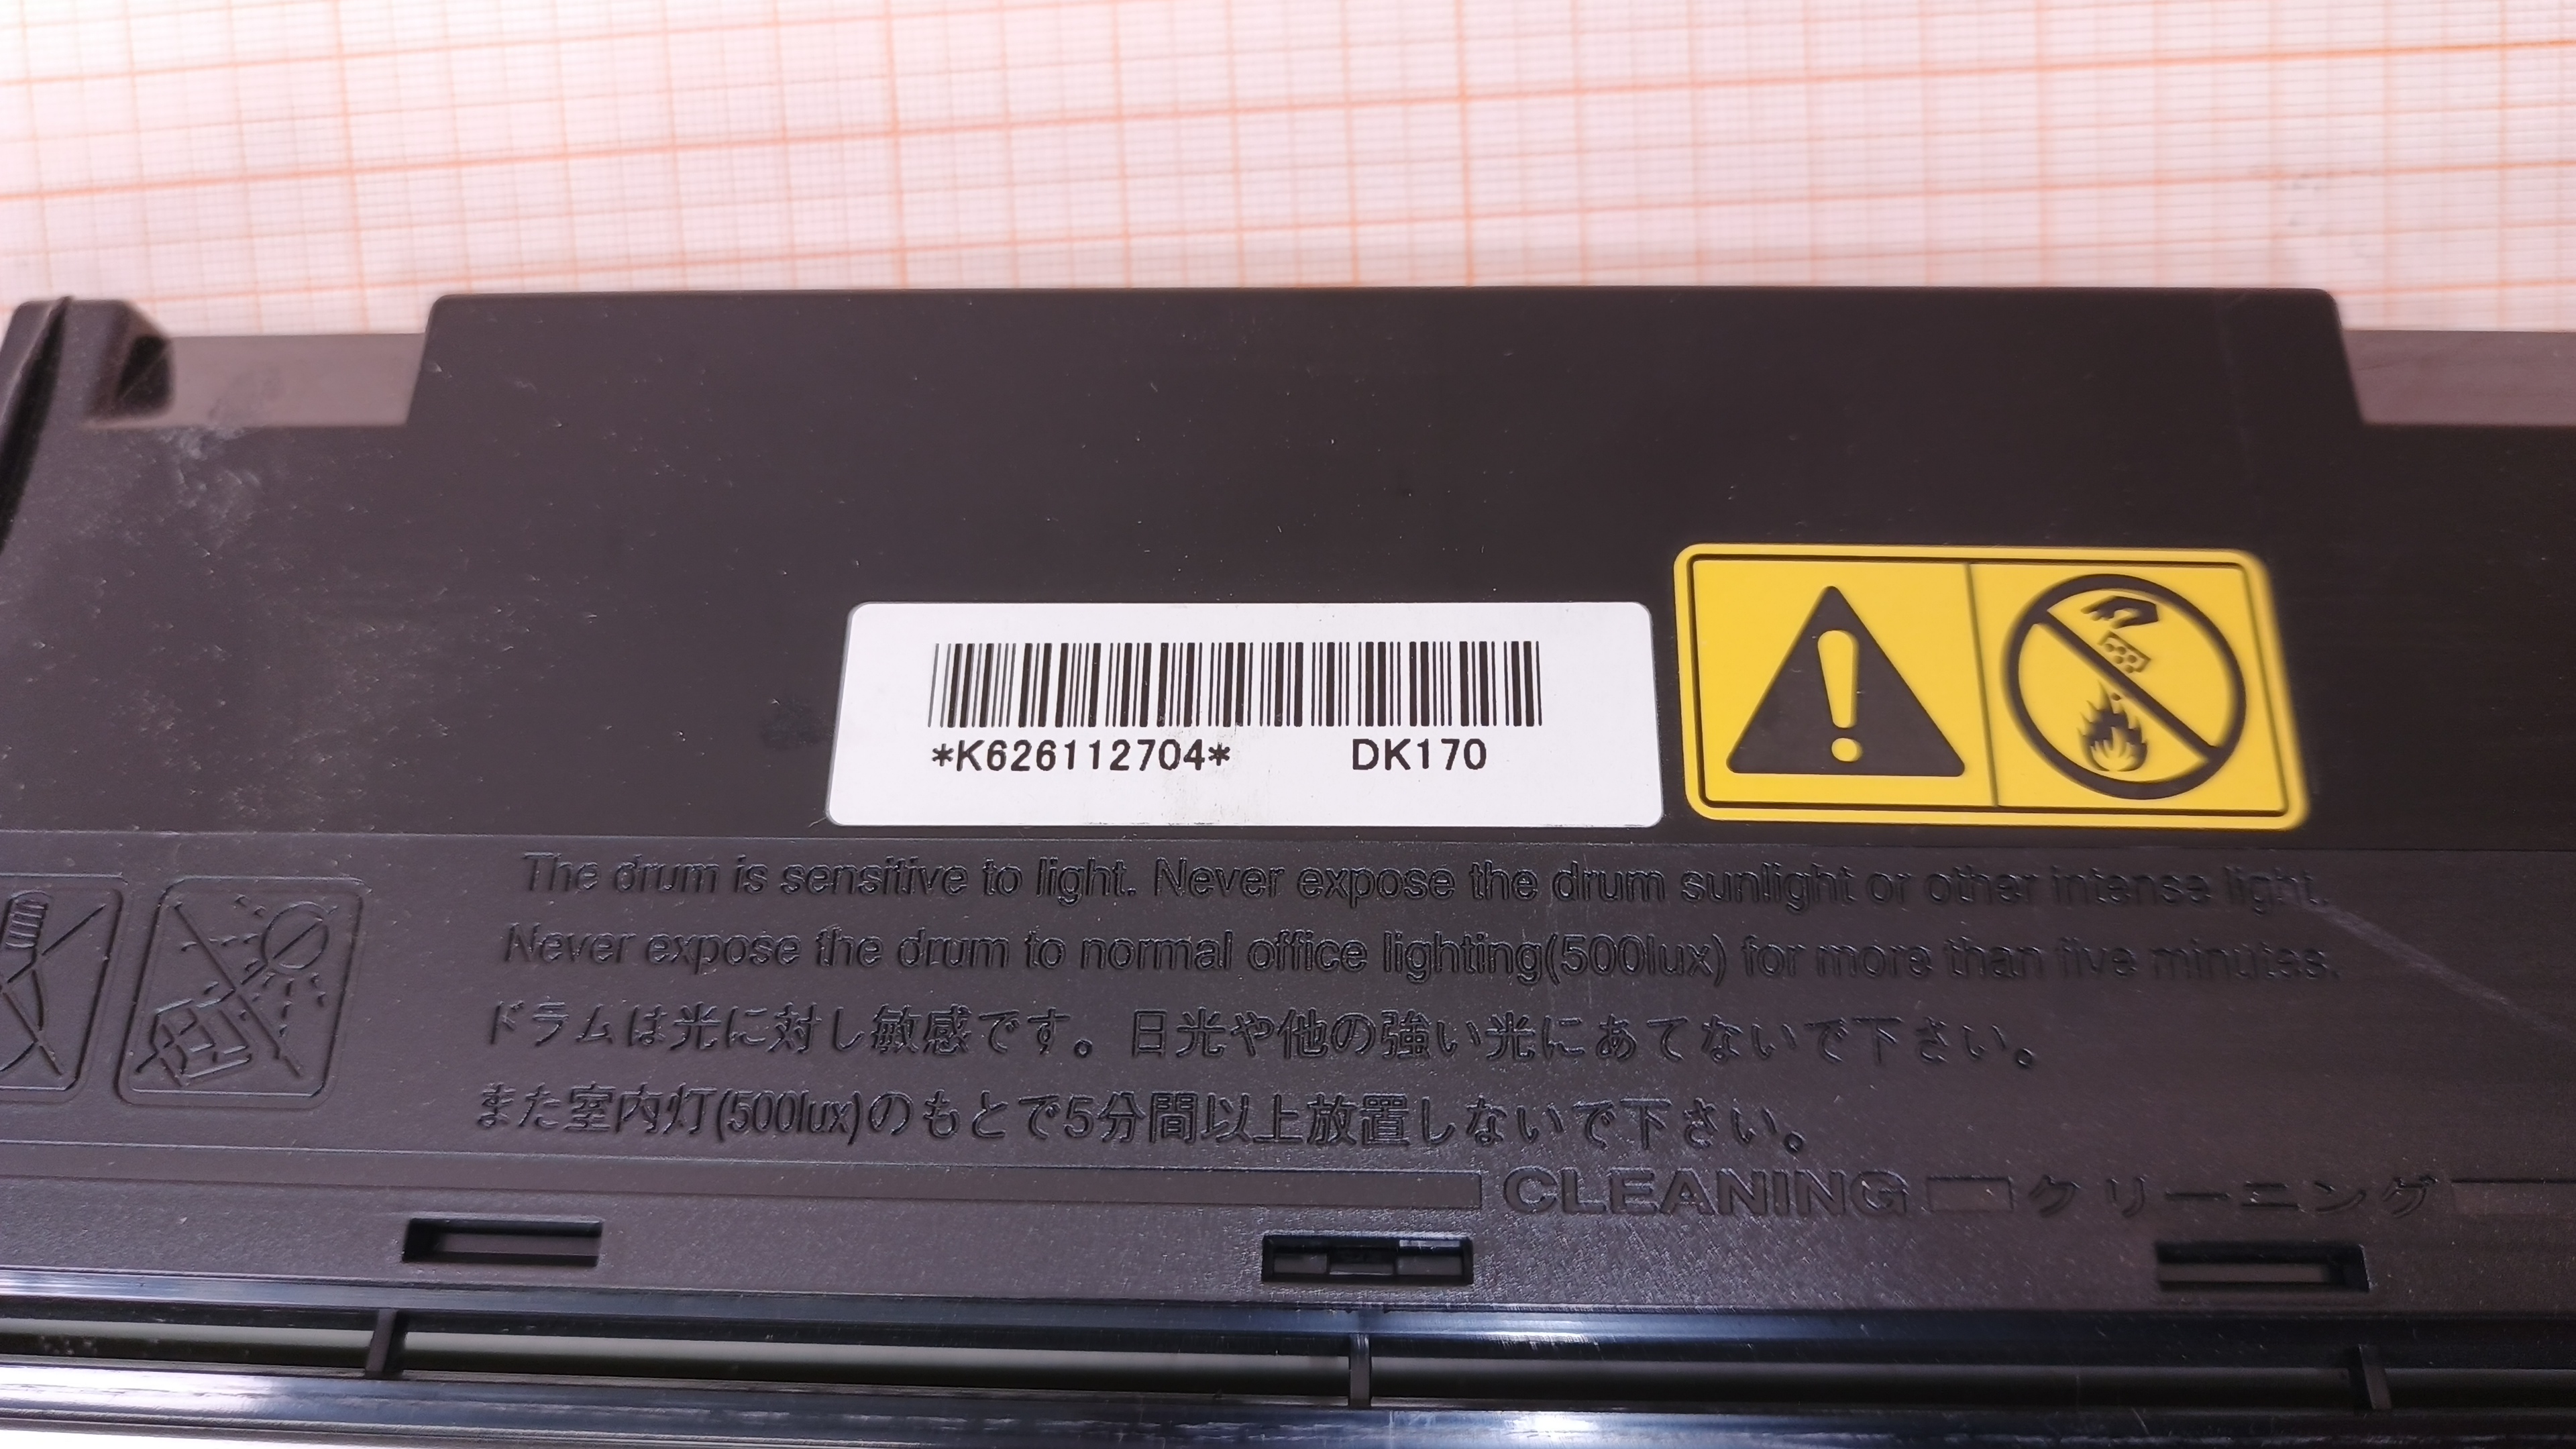 *K626112704* DK170
The drum is sensitive to light. Never expose the drum sunlight or other intense light.
Never expose the drum to normal office lighting(500lux) for more than five minutes.
ドラムは光に対し敏感です。日光や他の強い光にあてないで下さい。
また室内灯(500lux)のもとで5分間以上放置しないで下さい。
CLEANING クリーニング